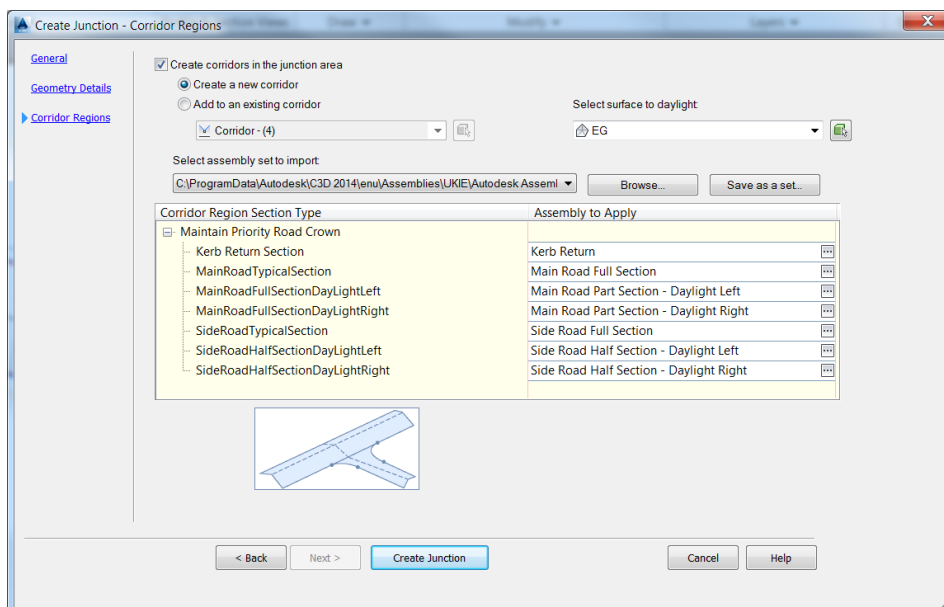 Create Junction - Corridor Regions
General
Geometry Details
Corridor Regions
Create corridors in the junction area
Create a new corridor
Add to an existing corridor
Select surface to daylight:
Corridor - (4)
EG
Select assembly set to import:
C:\ProgramData\Autodesk\C3D 2014\enu\Assemblies\UKIE\Autodesk Assembl
Browse...
Save as a set...
Corridor Region Section Type Assembly to Apply
Maintain Priority Road Crown
Kerb Return Section Kerb Return
MainRoadTypicalSection Main Road Full Section
MainRoadFullSectionDayLightLeft Main Road Part Section - Daylight Left
MainRoadFullSectionDayLightRight Main Road Part Section - Daylight Right
SideRoadTypicalSection Side Road Full Section
SideRoadHalfSectionDayLightLeft Side Road Half Section - Daylight Left
SideRoadHalfSectionDayLightRight Side Road Half Section - Daylight Right
< Back Next > Create Junction Cancel Help